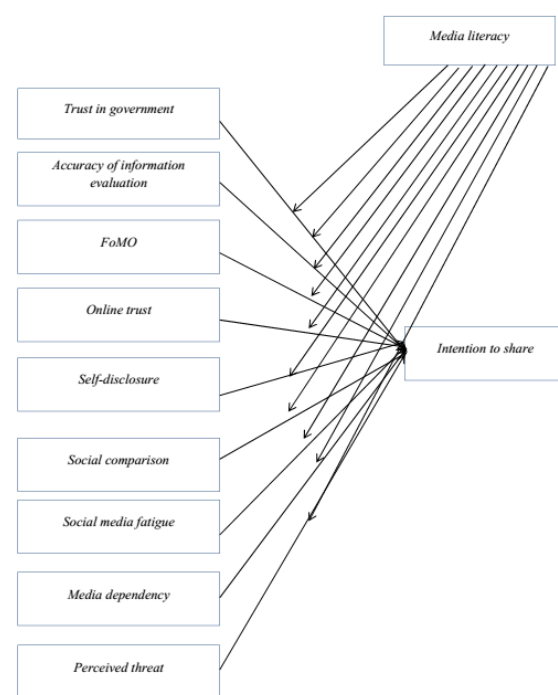 Media literacy
Trust in government
Accuracy of information
evaluation
FoMO
Online trust
Intention to share
Self-disclosure
Social comparison
Social media fatigue
Media dependency
Perceived threat